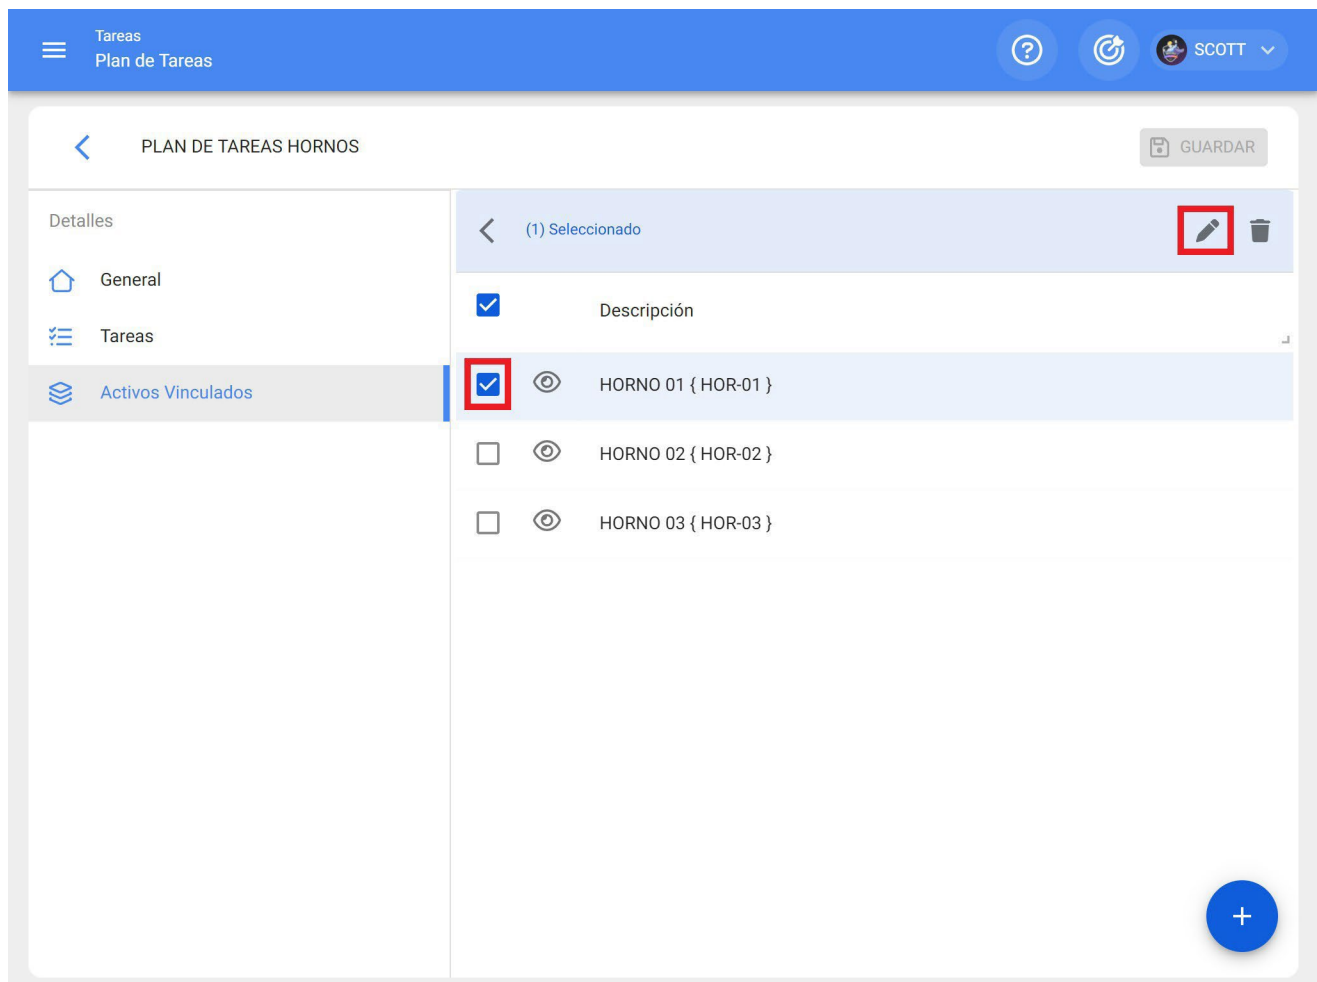 Tareas
Plan de Tareas
SCOTT
PLAN DE TAREAS HORNOS
GUARDAR
Detalles
General
Tareas
Activos Vinculados
(1) Seleccionado
Descripción
HORNO 01 { HOR-01 }
HORNO 02 { HOR-02 }
HORNO 03 { HOR-03 }